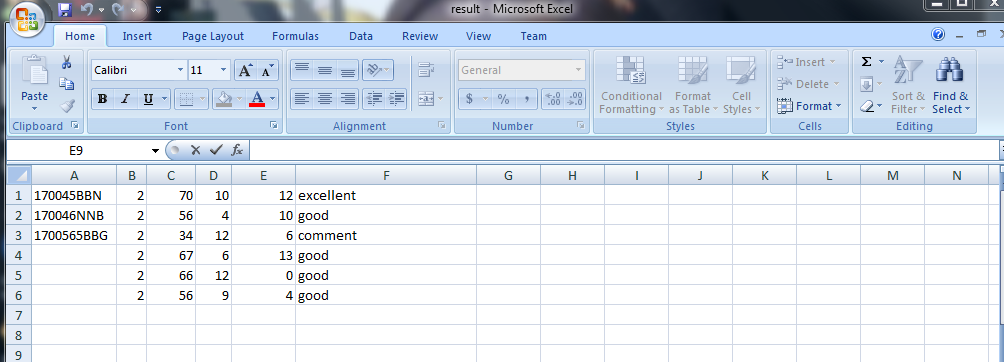 result - Microsoft Excel
Home Insert Page Layout Formulas Data Review View Team
Calibri 11 General Insert
Paste Conditional Formatting Format as Table Cell Styles Delete Sort & Filter Find & Select
B I U A $ % , Format
Clipboard Font Alignment Number Styles Cells Editing
E9 fx
A B C D E F G H I J K L M N
1 170045BBN 2 70 10 12 excellent
2 170046NNB 2 56 4 10 good
3 1700565BBG 2 34 12 6 comment
4 2 67 6 13 good
5 2 66 12 0 good
6 2 56 9 4 good
7
8
9